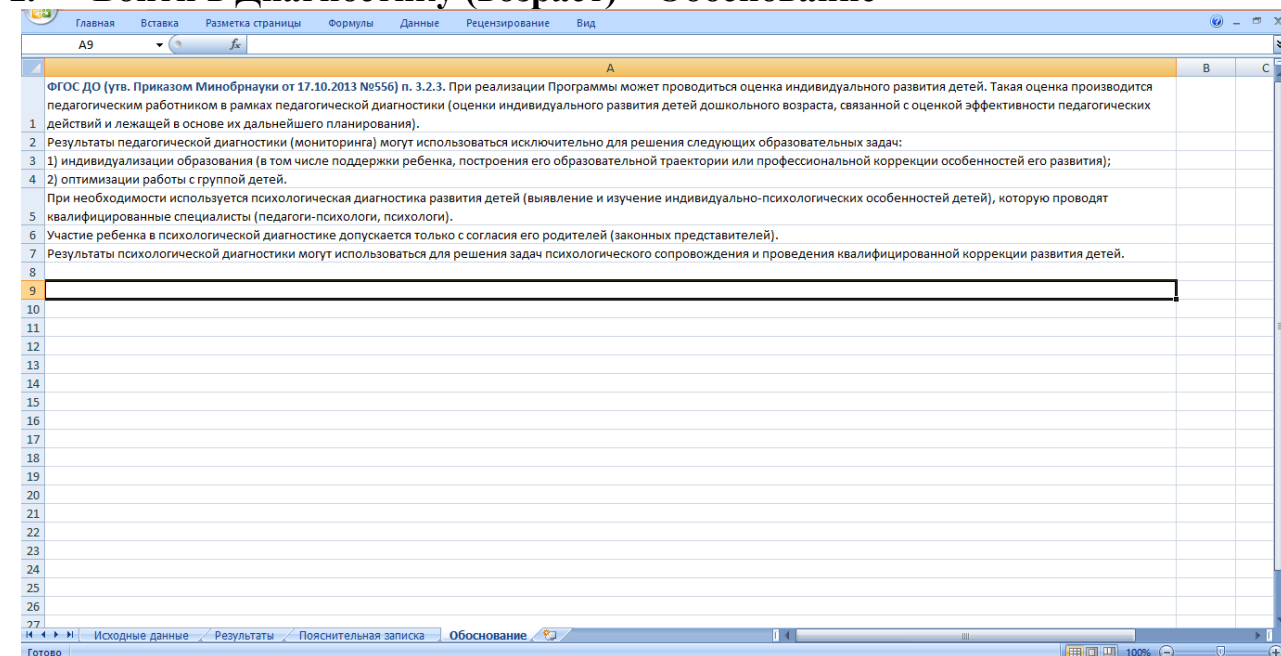 Войти в Диагностику (возраст) Обоснование
Главная Вставка Разметка страницы Формулы Данные Рецензирование Вид
A9 fx
A B C
ФГОС ДО (утв. Приказом Минобрнауки от 17.10.2013 №556) п. 3.2.3. При реализации Программы может проводиться оценка индивидуального развития детей. Такая оценка производится
педагогическим работником в рамках педагогической диагностики (оценки индивидуального развития детей дошкольного возраста, связанной с оценкой эффективности педагогических
1 действий и лежащей в основе их дальнейшего планирования).
2 Результаты педагогической диагностики (мониторинга) могут использоваться исключительно для решения следующих образовательных задач:
3 1) индивидуализации образования (в том числе поддержки ребенка, построения его образовательной траектории или профессиональной коррекции особенностей его развития);
4 2) оптимизации работы с группой детей.
При необходимости используется психологическая диагностика развития детей (выявление и изучение индивидуально-психологических особенностей детей), которую проводят
5 квалифицированные специалисты (педагоги-психологи, психологи).
6 Участие ребенка в психологической диагностике допускается только с согласия его родителей (законных представителей).
7 Результаты психологической диагностики могут использоваться для решения задач психологического сопровождения и проведения квалифицированной коррекции развития детей.
8
9
10
11
12
13
14
15
16
17
18
19
20
21
22
23
24
25
26
27
Исходные данные Результаты Пояснительная записка Обоснование
Готово 100%